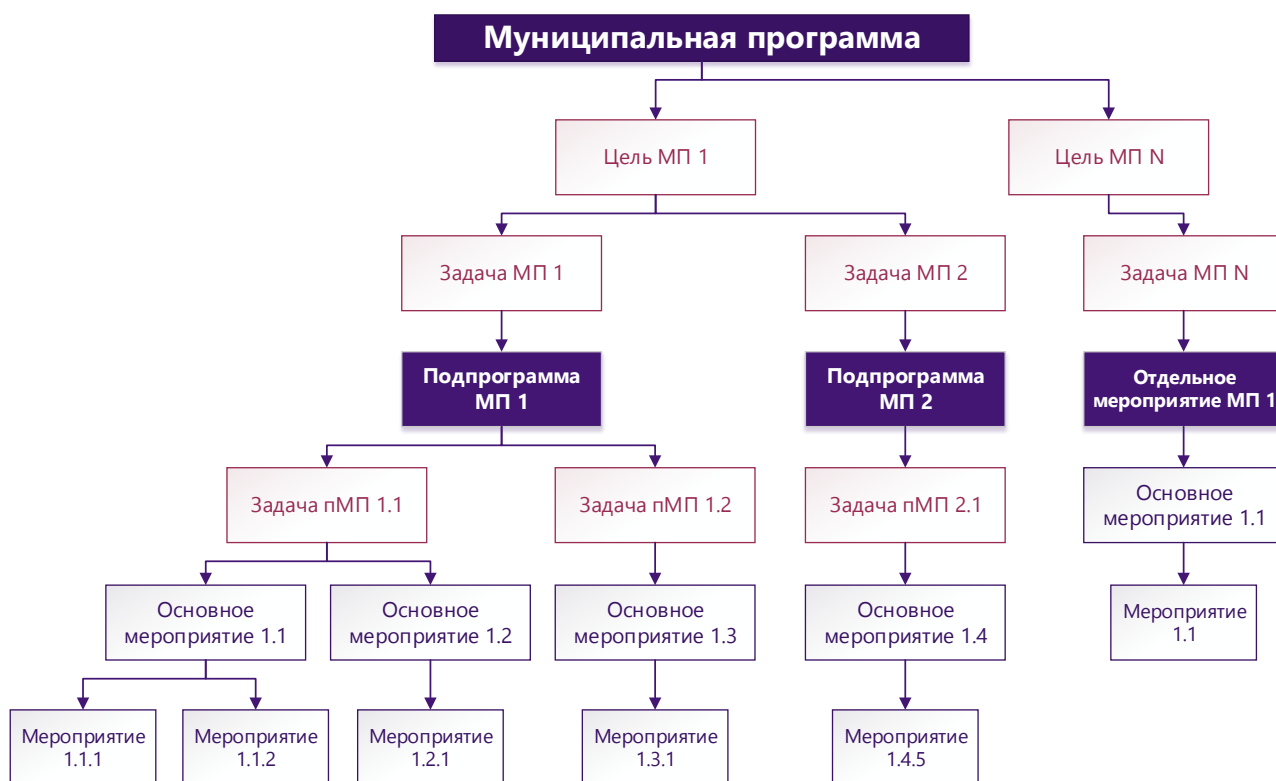 Муниципальная программа
Цель МП 1
Цель МП N
Задача МП 1
Задача МП 2
Задача МП N
Подпрограмма
МП 1
Подпрограмма
МП 2
Отдельное
мероприятие МП 1
Задача пМП 1.1
Задача пМП 1.2
Задача пМП 2.1
Основное
мероприятие 1.1
Основное
мероприятие 1.1
Основное
мероприятие 1.2
Основное
мероприятие 1.3
Основное
мероприятие 1.4
Мероприятие
1.1
Мероприятие
1.1.1
Мероприятие
1.1.2
Мероприятие
1.2.1
Мероприятие
1.3.1
Мероприятие
1.4.5